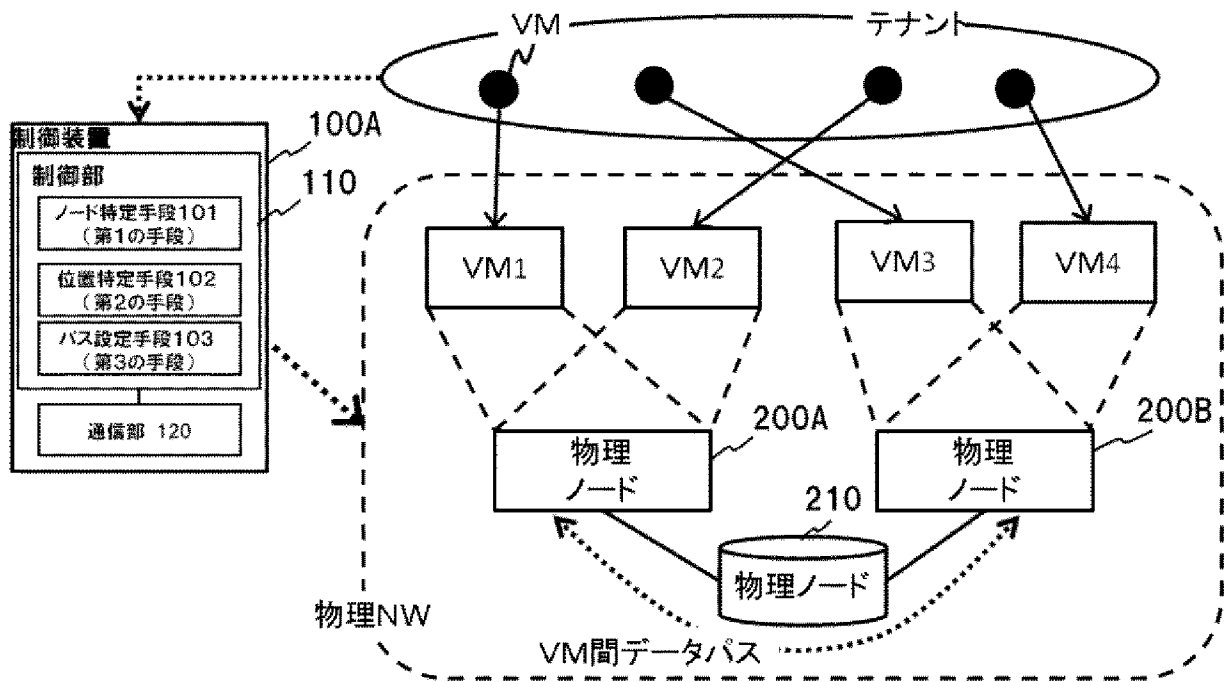 VM
テナント
制御装置
100A
制御部
110
ノード特定手段101
(第1の手段)
位置特定手段102
(第2の手段)
パス設定手段103
(第3の手段)
通信部 120
VM1
VM2
VM3
VM4
200A
200B
物理
ノード
物理
ノード
210
物理ノード
物理NW
VM間データパス